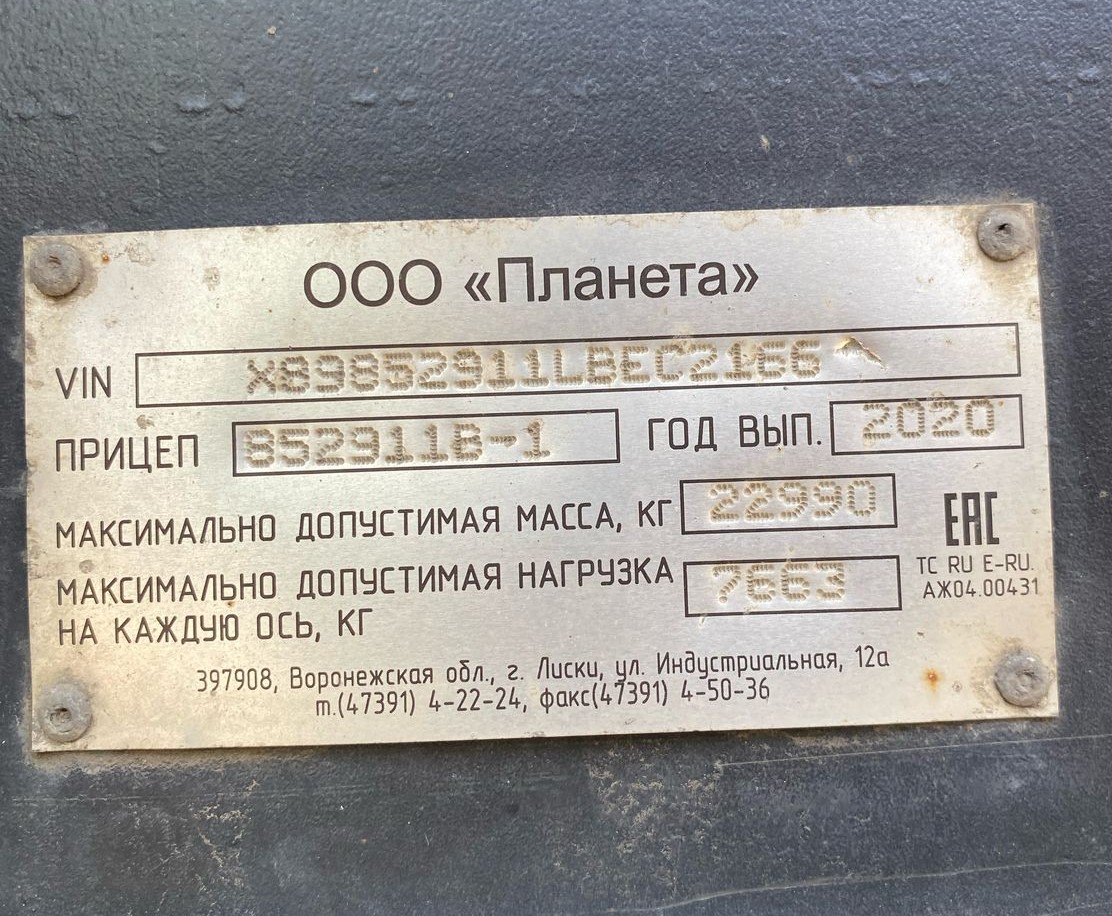 ООО «Планета»
VIN X89852911LBEC2166
ПРИЦЕП 852911В-1 ГОД ВЫП. 2020
МАКСИМАЛЬНО ДОПУСТИМАЯ МАССА, КГ 22990
МАКСИМАЛЬНО ДОПУСТИМАЯ НАГРУЗКА
НА КАЖДУЮ ОСЬ, КГ 7663
ЕАС
ТС RU Е-RU.
АЖ04.00431
397908, Воронежская обл., г. Лиски, ул. Индустриальная, 12а
т.(47391) 4-22-24, факс(47391) 4-50-36